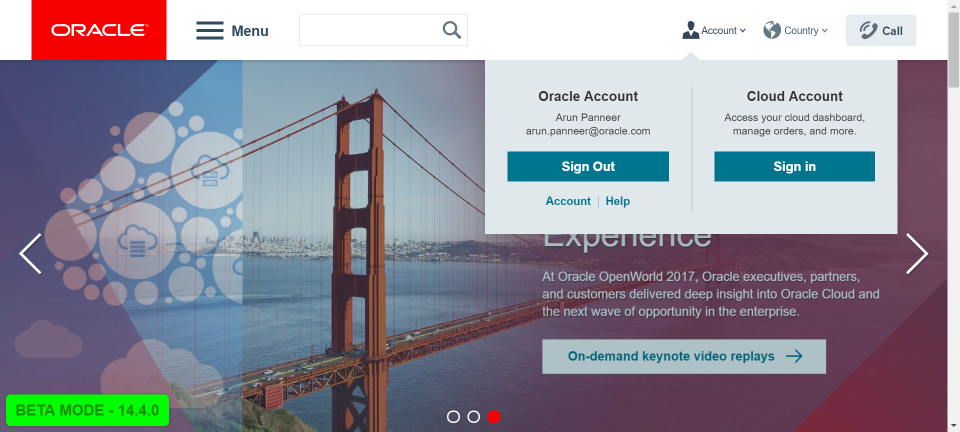 ORACLE
Menu
Account
Country
Call
Oracle Account
Arun Panneer
arun.panneer@oracle.com
Sign Out
Account | Help
Cloud Account
Access your cloud dashboard,
manage orders, and more.
Sign in
Experience
At Oracle OpenWorld 2017, Oracle executives, partners,
and customers delivered deep insight into Oracle Cloud and
the next wave of opportunity in the enterprise.
On-demand keynote video replays
BETA MODE - 14.4.0